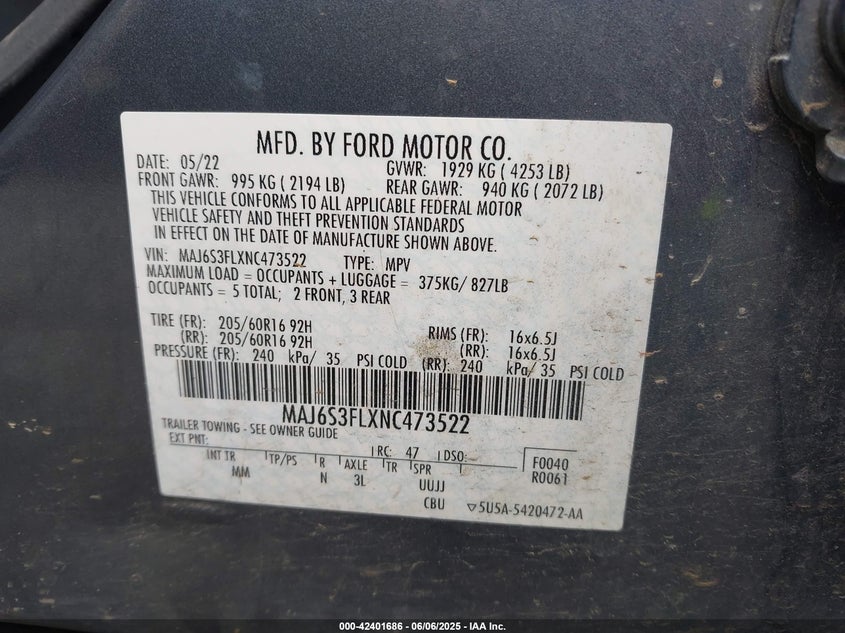 MFD. BY FORD MOTOR CO.
DATE: 05/22 GVWR: 1929 KG ( 4253 LB)
FRONT GAWR: 995 KG ( 2194 LB) REAR GAWR: 940 KG ( 2072 LB)
THIS VEHICLE CONFORMS TO ALL APPLICABLE FEDERAL MOTOR
VEHICLE SAFETY AND THEFT PREVENTION STANDARDS
IN EFFECT ON THE DATE OF MANUFACTURE SHOWN ABOVE.
VIN: MAJ6S3FLXNC473522 TYPE: MPV
MAXIMUM LOAD = OCCUPANTS + LUGGAGE = 375KG/ 827LB
OCCUPANTS = 5 TOTAL; 2 FRONT, 3 REAR
TIRE (FR): 205/60R16 92H RIMS (FR): 16x6.5J
(RR): 205/60R16 92H (RR): 16x6.5J
PRESSURE (FR): 240 kPa/ 35 PSI COLD (RR): 240 kPa/ 35 PSI COLD
MAJ6S3FLXNC473522
TRAILER TOWING - SEE OWNER GUIDE
EXT PNT: RC: 47 DSO: F0040
INT TR TP/PS R AXLE TR SPR R0061
MM N 3L UUJJ
CBU 5U5A-5420472-AA
000-42401686 - 06/06/2025 - IAA Inc.